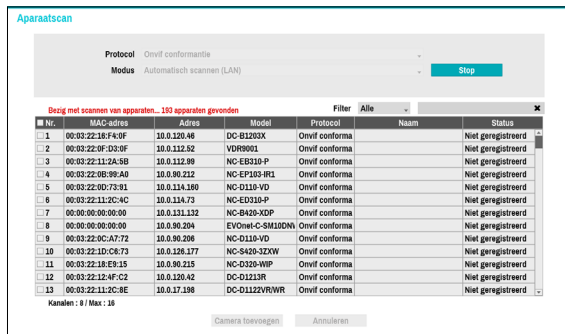 Aparaatscan
Protocol Onvif conformantie
Modus Automatisch scannen (LAN) Stop
Bezig met scannen van apparaten... 193 apparaten gevonden Filter Alle
Nr. MAC-adres Adres Model Protocol Naam Status
1 00:03:22:16:F4:0F 10.0.120.46 DC-B1203X Onvif conforma Niet geregistreerd
2 00:03:22:0F:D3:0F 10.0.112.52 VDR9001 Onvif conforma Niet geregistreerd
3 00:03:22:11:2A:5B 10.0.112.99 NC-EB310-P Onvif conforma Niet geregistreerd
4 00:03:22:0B:99:A0 10.0.90.212 NC-EP103-IR1 Onvif conforma Niet geregistreerd
5 00:03:22:0D:73:91 10.0.114.160 NC-D110-VD Onvif conforma Niet geregistreerd
6 00:03:22:11:2C:4C 10.0.114.73 NC-ED310-P Onvif conforma Niet geregistreerd
7 00:00:00:00:00:00 10.0.131.132 NC-B420-XDP Onvif conforma Niet geregistreerd
8 00:00:00:00:00:00 10.0.90.204 EVOnet-C-SM10DNV Onvif conforma Niet geregistreerd
9 00:03:22:0C:A7:72 10.0.90.206 NC-D110-VD Onvif conforma Niet geregistreerd
10 00:03:22:1D:C6:73 10.0.126.177 NC-S420-3ZXW Onvif conforma Niet geregistreerd
11 00:03:22:18:E9:15 10.0.90.215 NC-D320-WIP Onvif conforma Niet geregistreerd
12 00:03:22:12:4F:C2 10.0.120.42 DC-D1213R Onvif conforma Niet geregistreerd
13 00:03:22:11:2C:8E 10.0.17.198 DC-D1122VR/WR Onvif conforma Niet geregistreerd
Kanalen : 8 / Max : 16
Camera toevoegen Annuleren